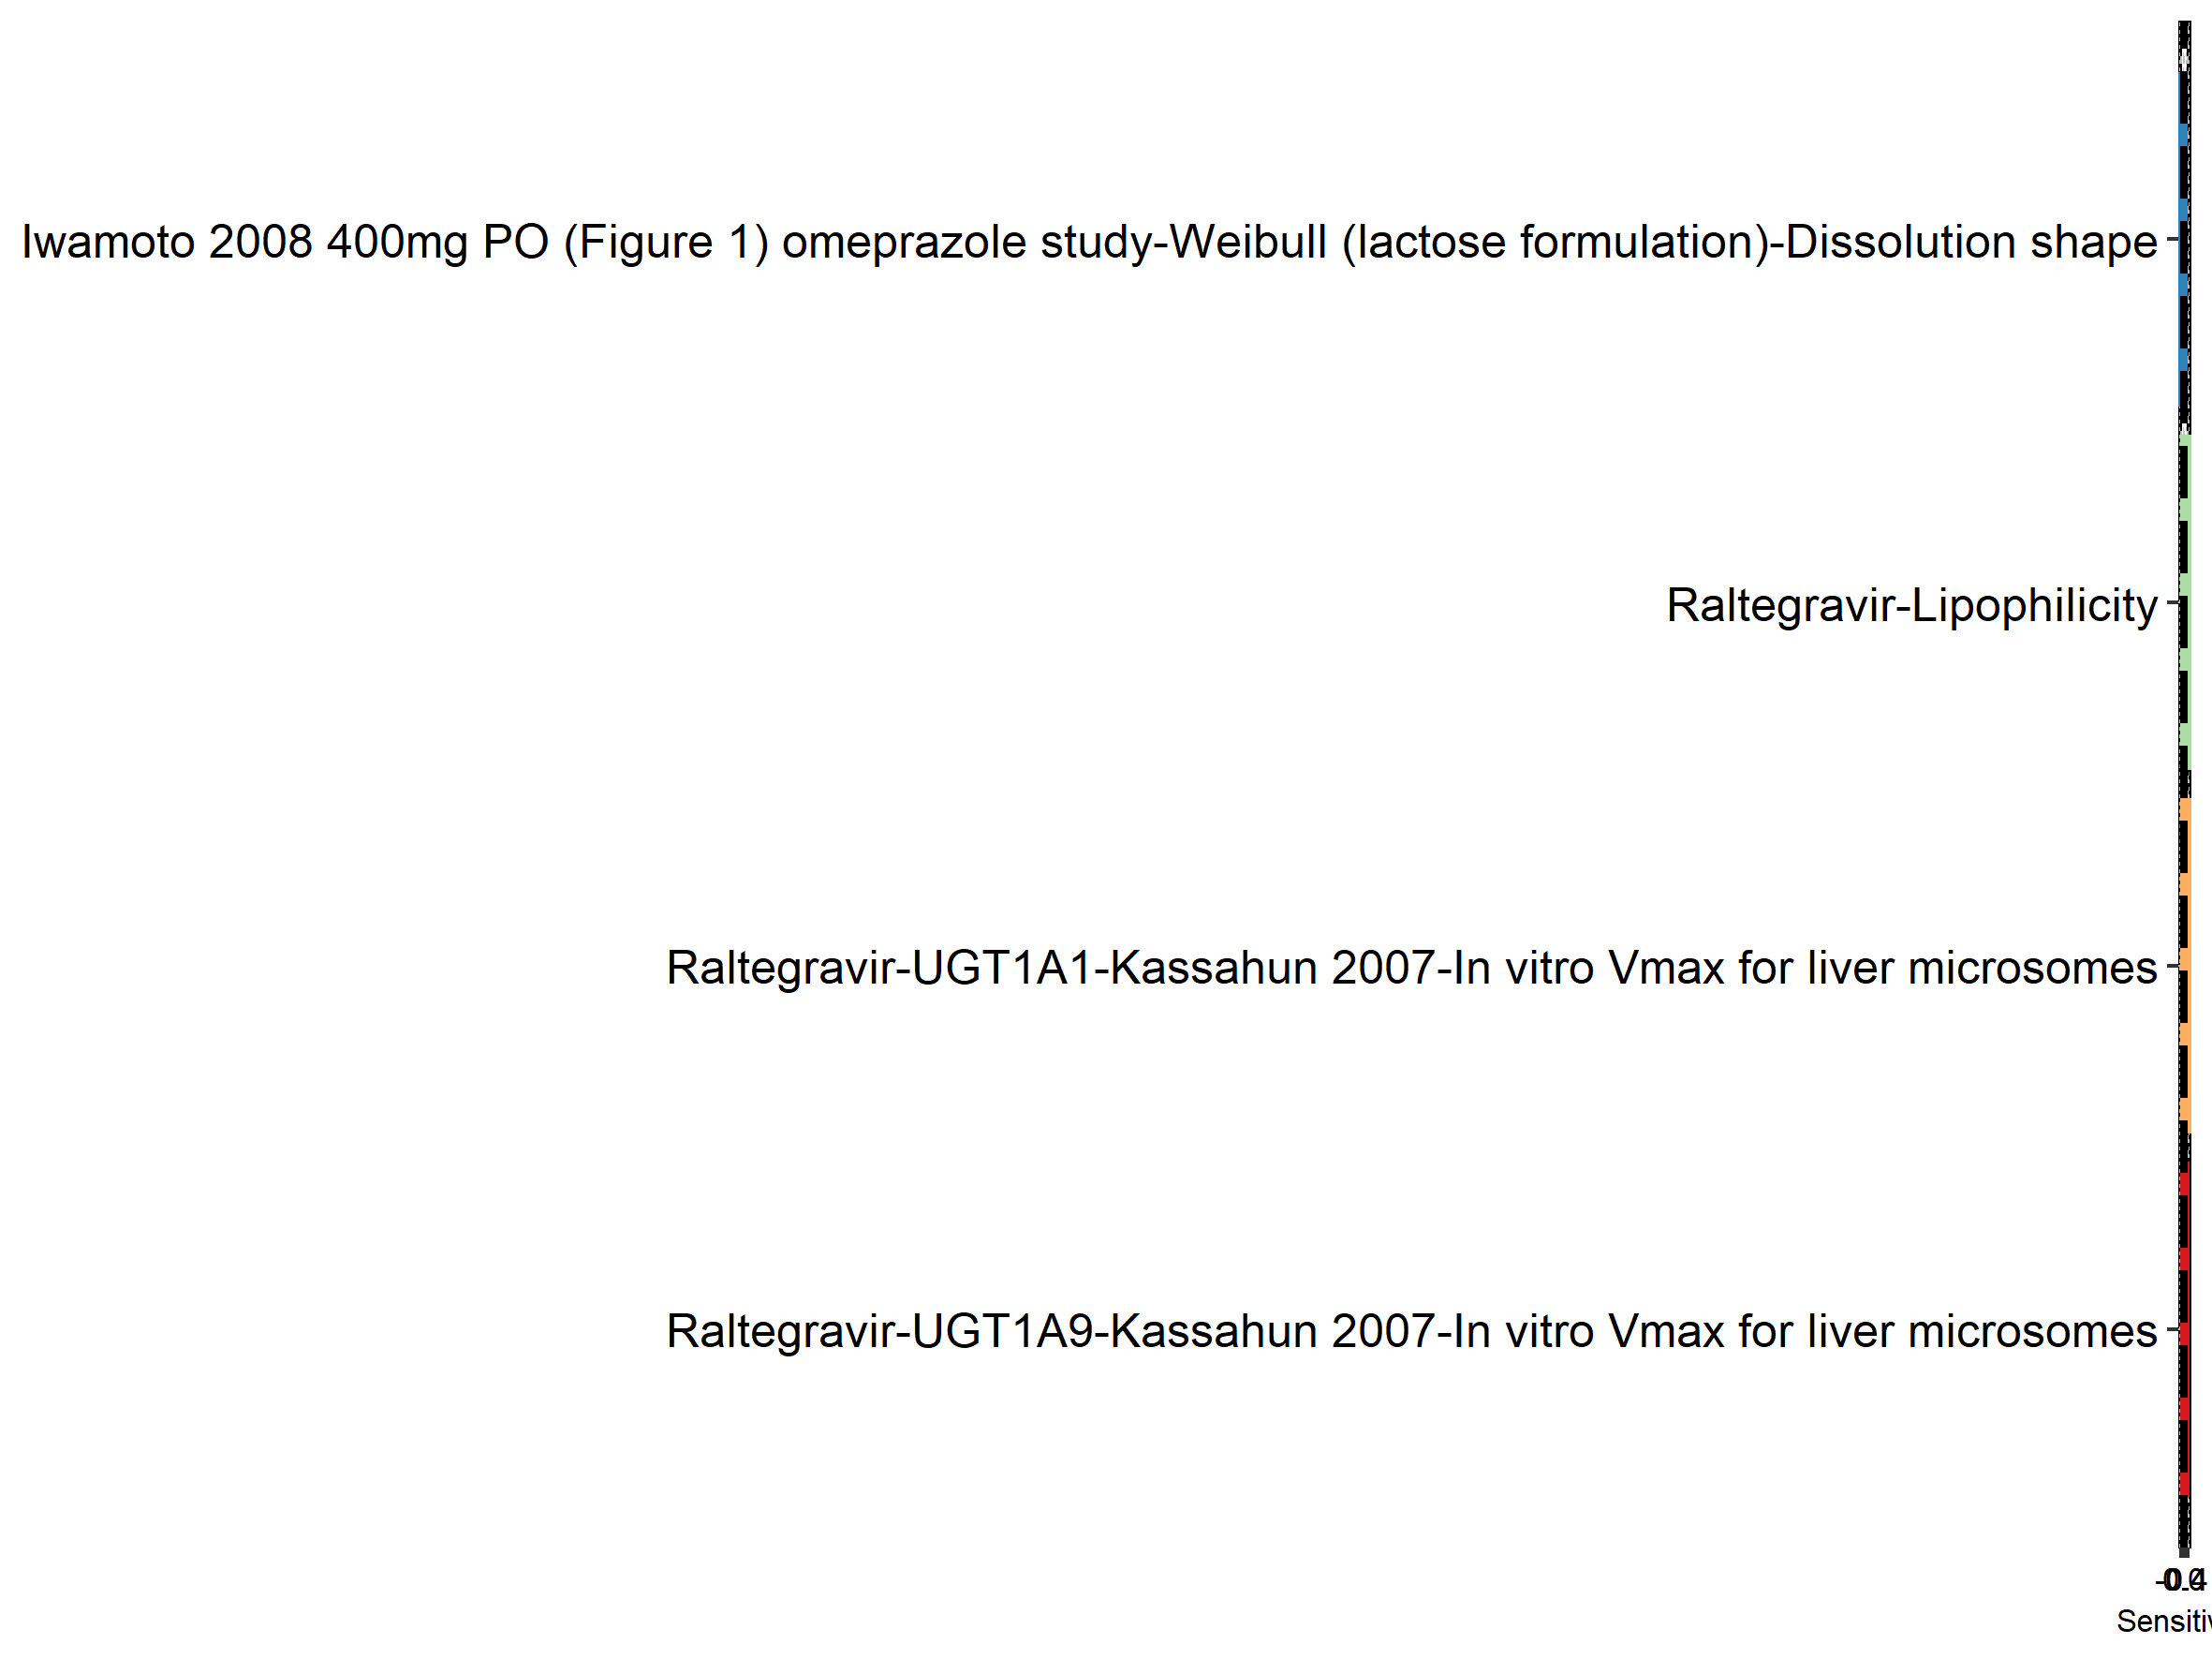 Iwamoto 2008 400mg PO (Figure 1) omeprazole study-Weibull (lactose formulation)-Dissolution shape
Raltegravir-Lipophilicity
Raltegravir-UGT1A1-Kassahun 2007-In vitro Vmax for liver microsomes
Raltegravir-UGT1A9-Kassahun 2007-In vitro Vmax for liver microsomes